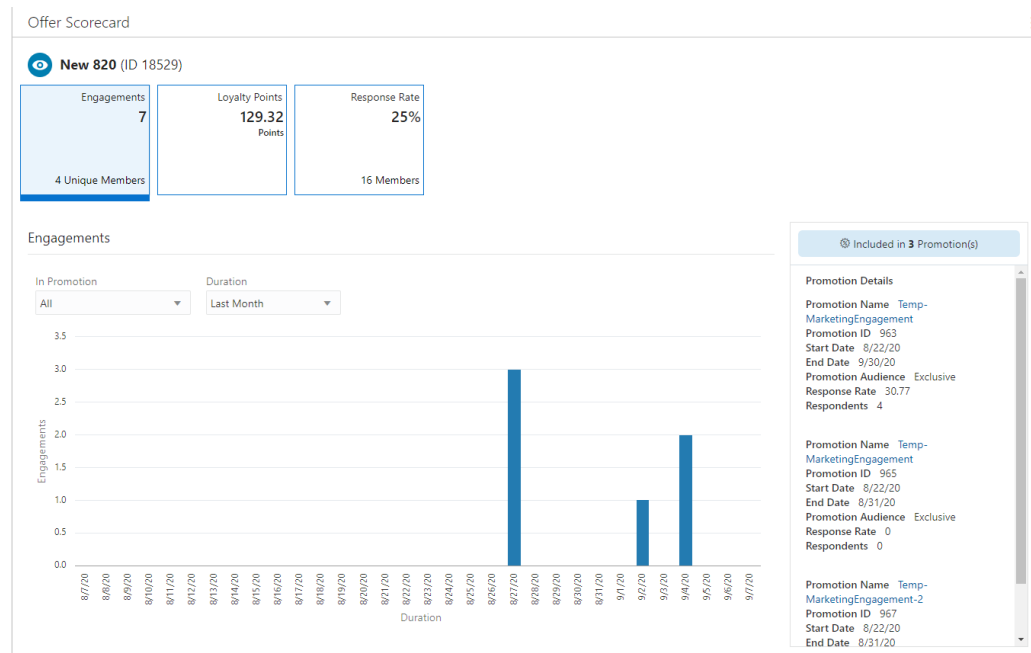 Offer Scorecard
New 820 (ID 18529)
Engagements
7
4 Unique Members
Loyalty Points
129.32
Points
Response Rate
25%
16 Members
Engagements
In Promotion
All
Duration
Last Month
3.5
3.0
2.5
2.0
1.5
1.0
0.5
0.0
Engagements
8/7/20
8/8/20
8/9/20
8/10/20
8/11/20
8/12/20
8/13/20
8/14/20
8/15/20
8/16/20
8/17/20
8/18/20
8/19/20
8/20/20
8/21/20
8/22/20
8/23/20
8/24/20
8/25/20
8/26/20
8/27/20
8/28/20
8/29/20
8/30/20
8/31/20
9/1/20
9/2/20
9/3/20
9/4/20
9/5/20
9/6/20
9/7/20
Duration
Included in 3 Promotion(s)
Promotion Details
Promotion Name Temp-
MarketingEngagement
Promotion ID 963
Start Date 8/22/20
End Date 9/30/20
Promotion Audience Exclusive
Response Rate 30.77
Respondents 4
Promotion Name Temp-
MarketingEngagement
Promotion ID 965
Start Date 8/22/20
End Date 8/31/20
Promotion Audience Exclusive
Response Rate 0
Respondents 0
Promotion Name Temp-
MarketingEngagement-2
Promotion ID 967
Start Date 8/22/20
End Date 8/31/20